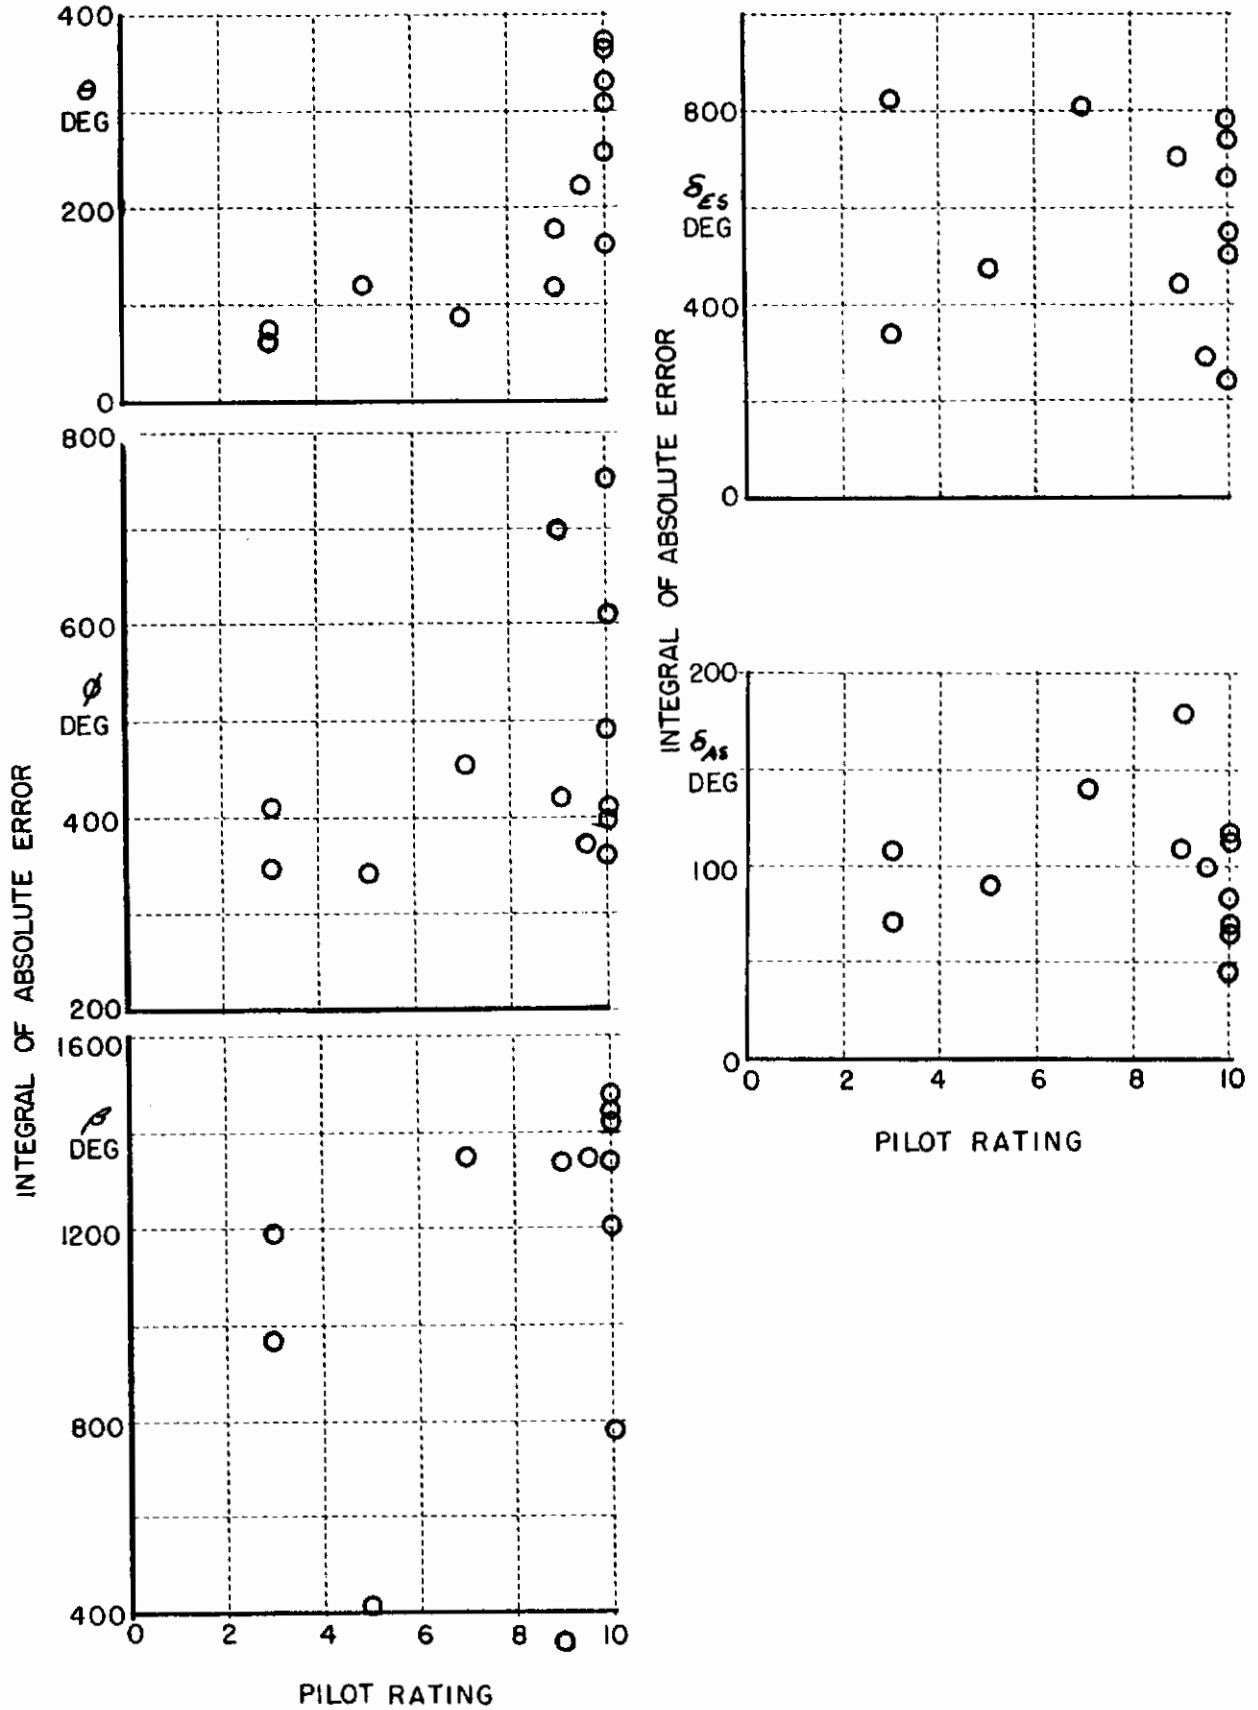 400
θ
DEG
200
0
800
600
φ
DEG
400
200
1600
β
DEG
1200
800
400
0 2 4 6 8 10
PILOT RATING
INTEGRAL OF ABSOLUTE ERROR
800
δES
DEG
400
0
INTEGRAL OF ABSOLUTE ERROR
200
δAS
DEG
100
0
0 2 4 6 8 10
PILOT RATING